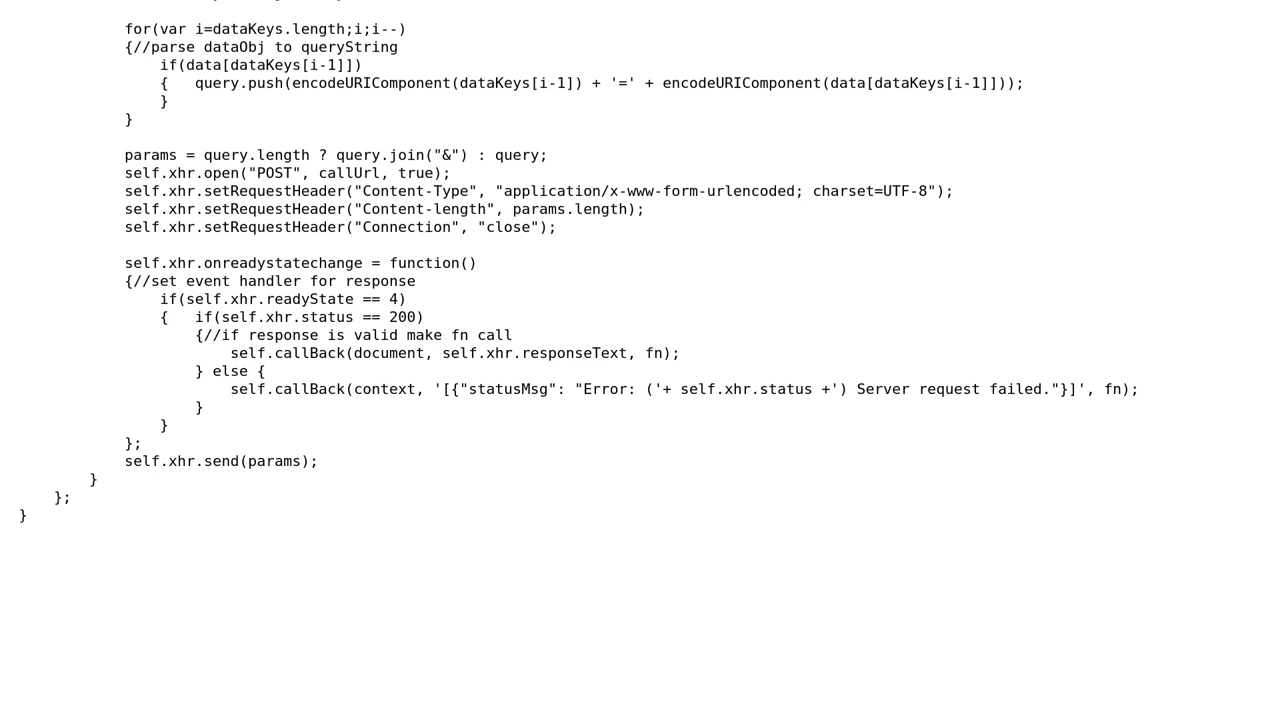 for(var i=dataKeys.length;i;i--)
{//parse dataObj to queryString
if(data[dataKeys[i-1]])
{   query.push(encodeURIComponent(dataKeys[i-1]) + '=' + encodeURIComponent(data[dataKeys[i-1]]));
}
}
params = query.length ? query.join("&") : query;
self.xhr.open("POST", callUrl, true);
self.xhr.setRequestHeader("Content-Type", "application/x-www-form-urlencoded; charset=UTF-8");
self.xhr.setRequestHeader("Content-length", params.length);
self.xhr.setRequestHeader("Connection", "close");
self.xhr.onreadystatechange = function()
{//set event handler for response
if(self.xhr.readyState == 4)
{   if(self.xhr.status == 200)
{//if response is valid make fn call
self.callBack(document, self.xhr.responseText, fn);
} else {
self.callBack(context, '[{"statusMsg": "Error: ('+ self.xhr.status +') Server request failed."}]', fn);
}
}
};
self.xhr.send(params);
}
};
}